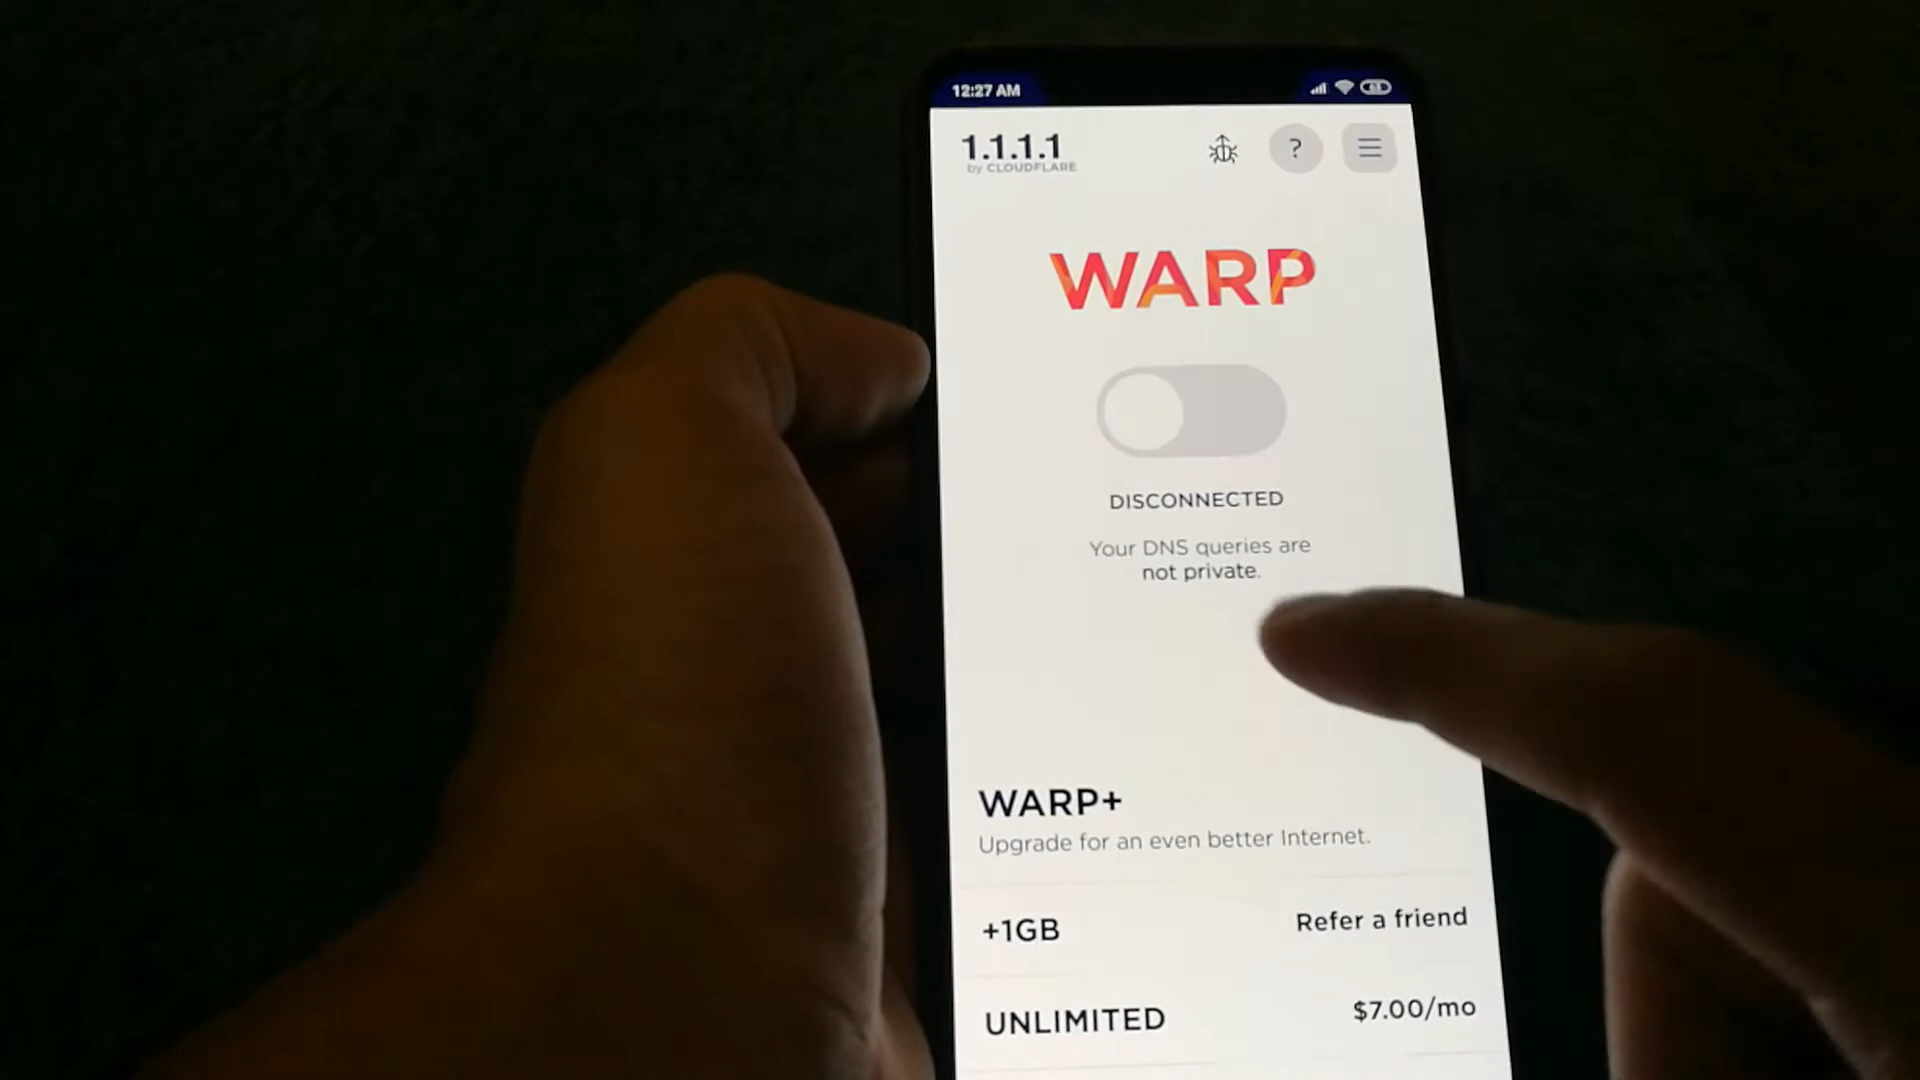 12:27 AM
1.1.1.1
by CLOUDFLARE
?
WARP
DISCONNECTED
Your DNS queries are
not private.
WARP+
Upgrade for an even better Internet.
+1GB Refer a friend
UNLIMITED $7.00/mo